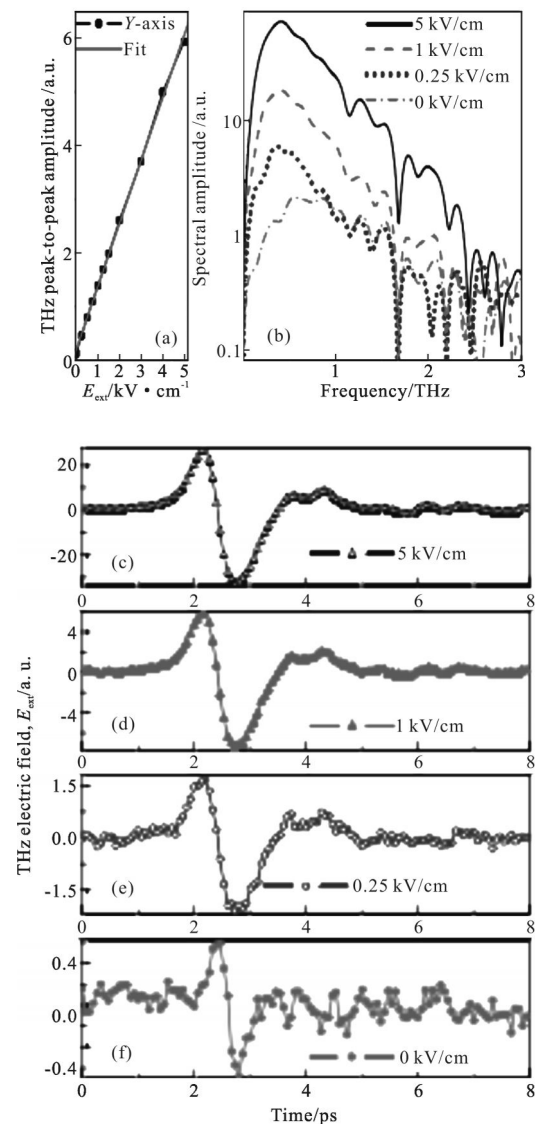 6
4
2
0
THz peak-to-peak amplitude /a.u.
Y-axis
Fit
(a)
0 1 2 3 4 5
E_ext/kV • cm⁻¹
10
1
0.1
Spectral amplitude /a.u.
5 kV/cm
1 kV/cm
0.25 kV/cm
0 kV/cm
(b)
1 2 3
Frequency/THz
THz electric field, E_ext/a. u.
20
0
-20
(c)
5 kV/cm
0 2 4 6 8
4
0
-4
(d)
1 kV/cm
0 2 4 6 8
1.5
0.0
-1.5
(e)
0.25 kV/cm
0 2 4 6 8
0.4
0.0
-0.4
(f)
0 kV/cm
0 2 4 6 8
Time/ps